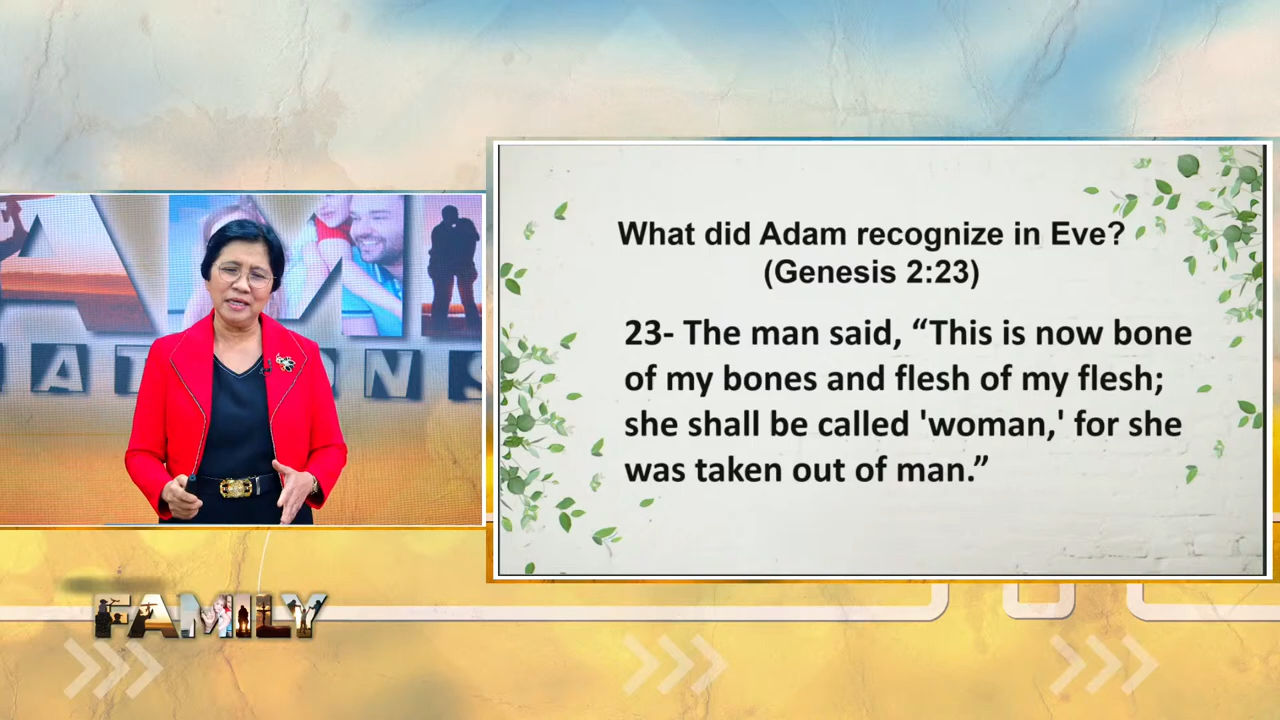 What did Adam recognize in Eve?
(Genesis 2:23)
23- The man said, “This is now bone
of my bones and flesh of my flesh;
she shall be called 'woman,' for she
was taken out of man.”
FAMILY